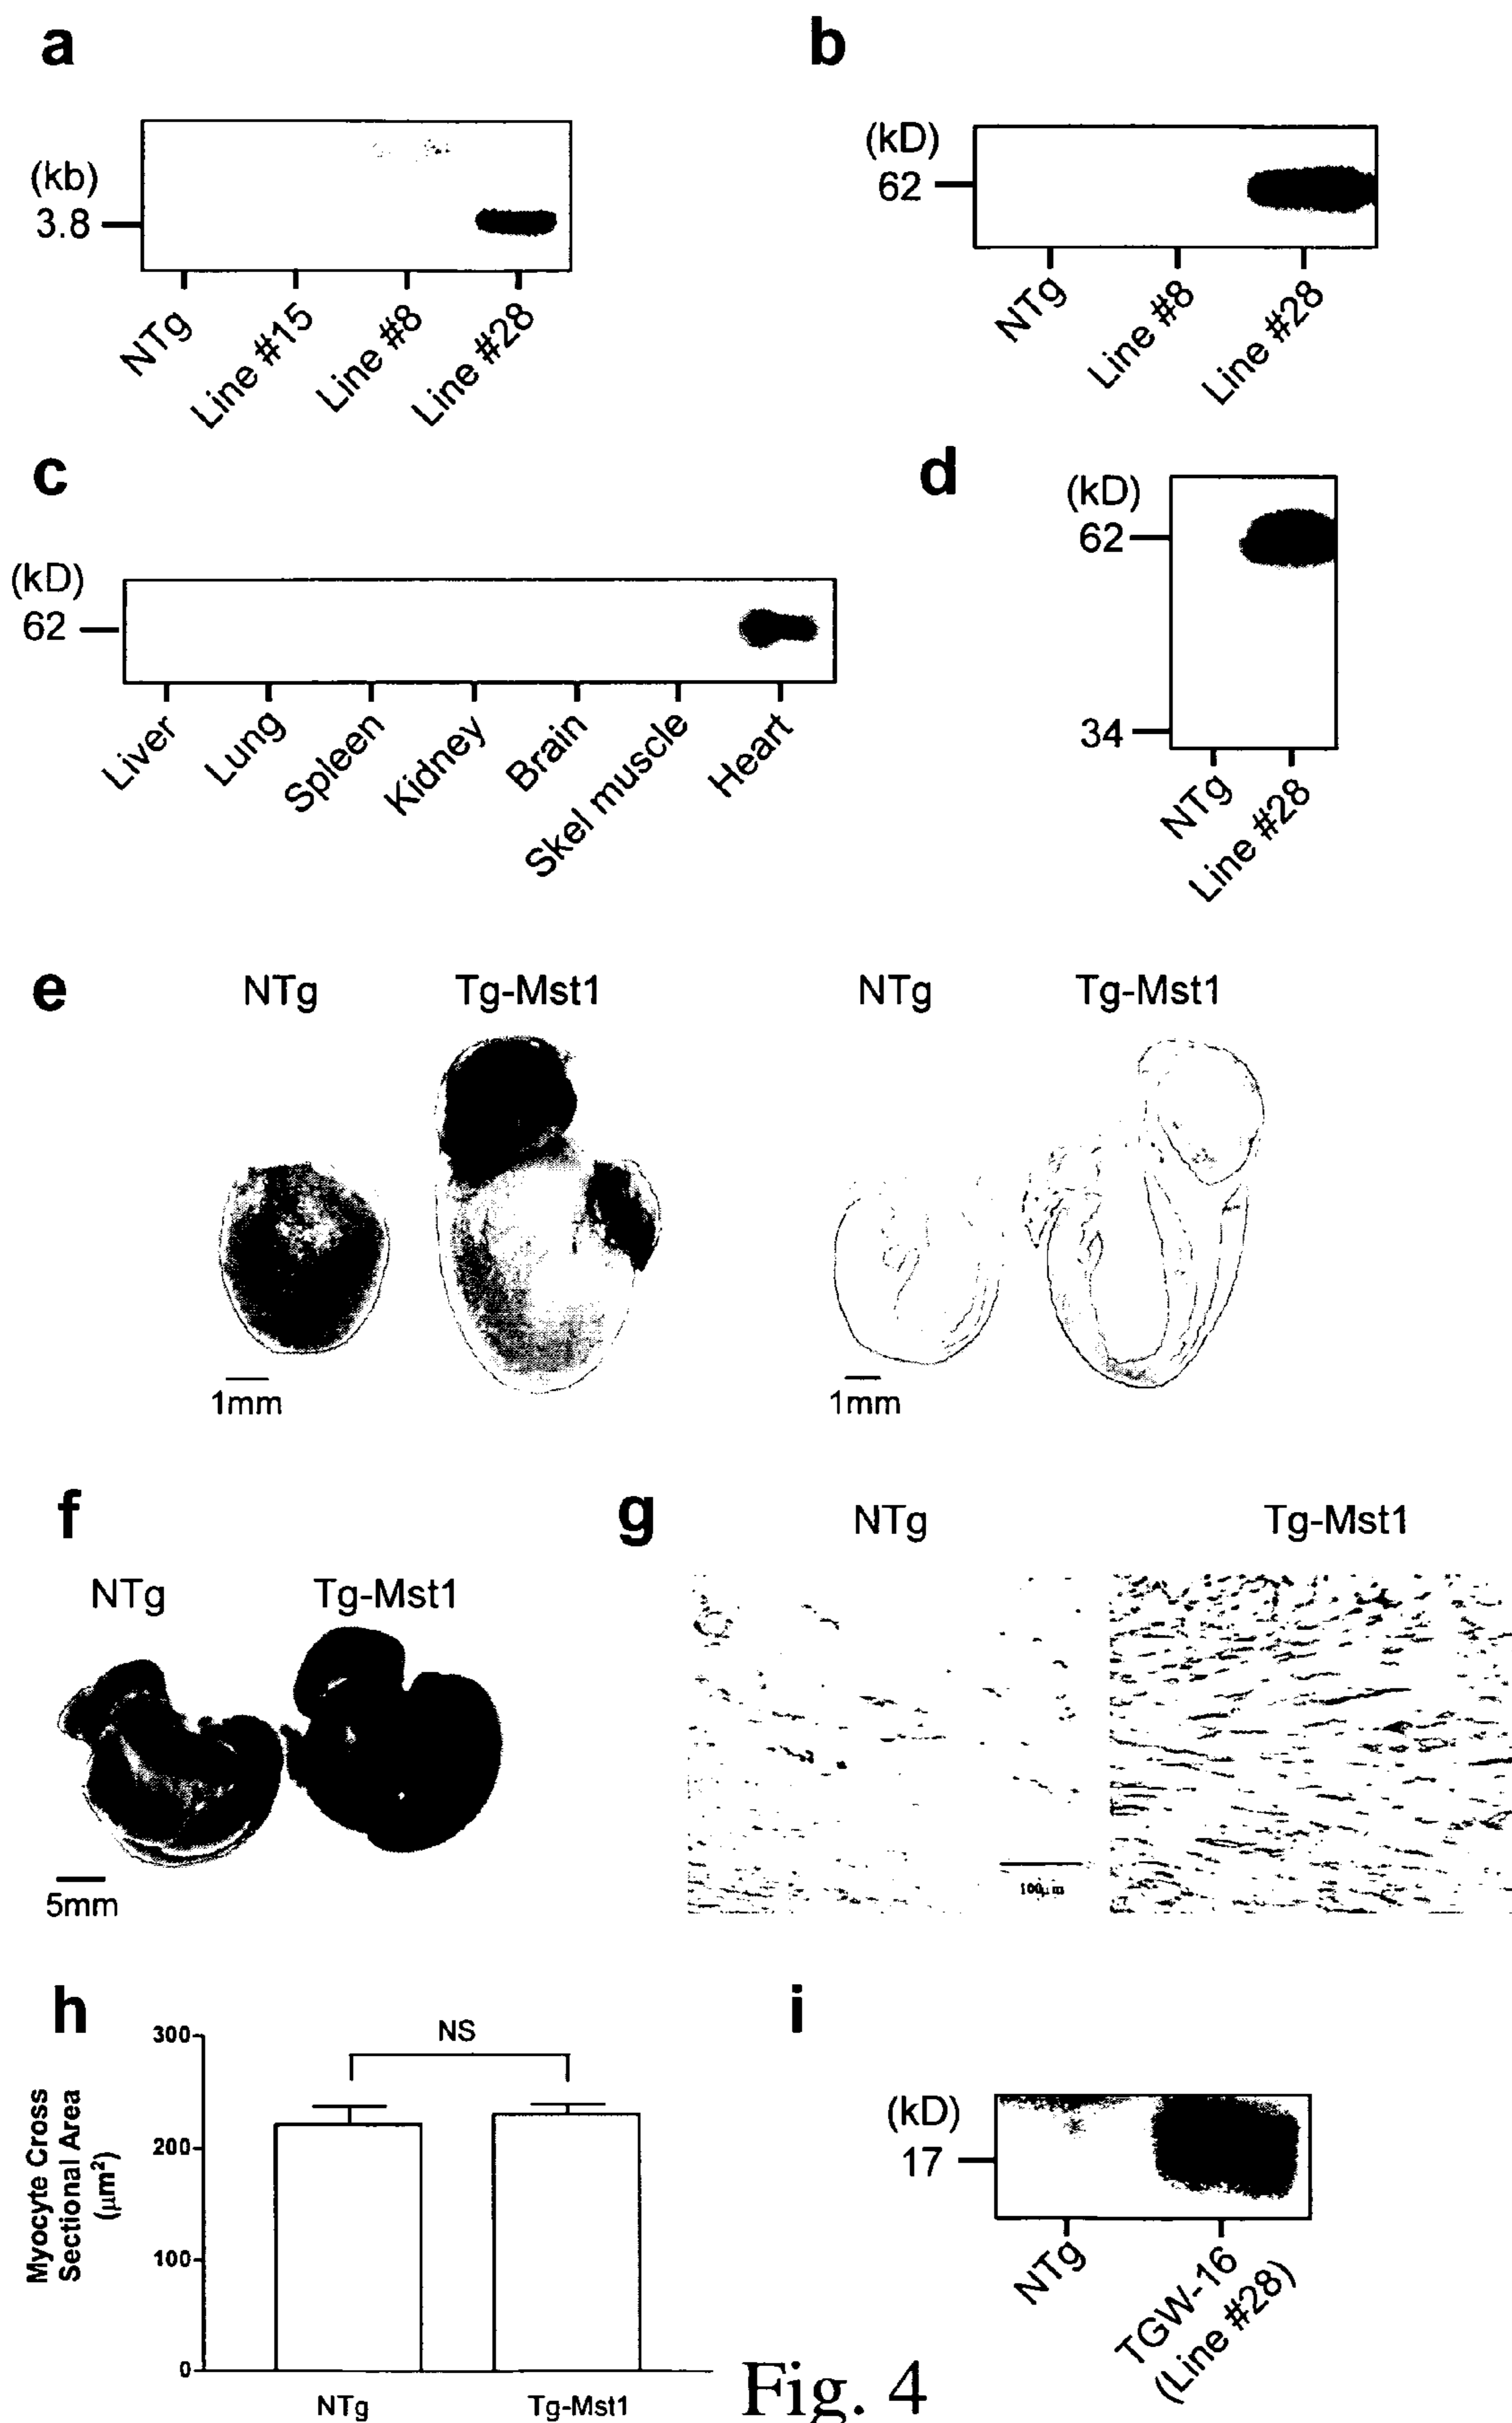 a
(kb)
3.8
NTg
Line #15
Line #8
Line #28
b
(kD)
62
NTg
Line #8
Line #28
c
(kD)
62
Liver
Lung
Spleen
Kidney
Brain
Skel muscle
Heart
d
(kD)
62
34
NTg
Line #28
e
NTg
Tg-Mst1
1mm
NTg
Tg-Mst1
1mm
f
NTg
Tg-Mst1
5mm
g
NTg
Tg-Mst1
100μm
h
Myocyte Cross
Sectional Area
(μm²)
300
200
100
0
NS
NTg
Tg-Mst1
i
(kD)
17
NTg
TGW-16
(Line #28)
Fig. 4